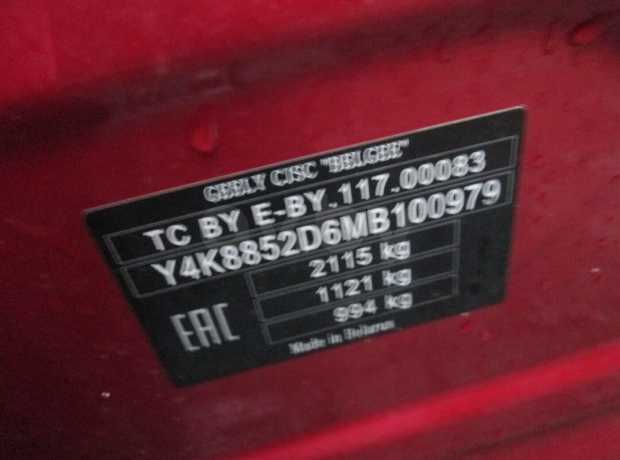 GEELY CJSC "BELGEE"
TC BY E-BY.117.00083
Y4K8852D6MB100979
2115 kg
1121 kg
994 kg
EAC
Made in Belarus